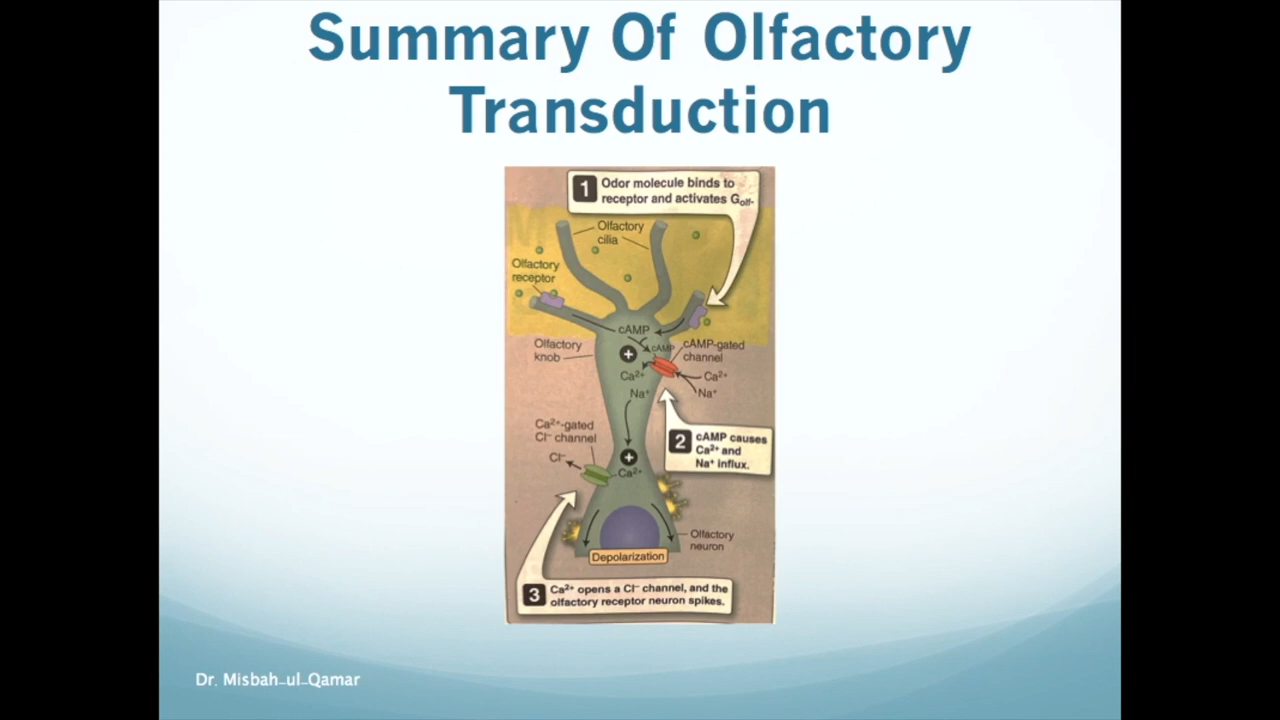 Summary Of Olfactory
Transduction
1 Odor molecule binds to
receptor and activates Golf.
Olfactory
cilia
Olfactory
receptor
cAMP
cAMP
Olfactory
knob
cAMP-gated
channel
+
Ca²⁺
Ca²⁺
Na⁺
Na⁺
Ca²⁺-gated
Cl⁻ channel
2 cAMP causes
Ca²⁺ and
Na⁺ influx.
Cl⁻
+
Ca²⁺
Olfactory
neuron
Depolarization
3 Ca²⁺ opens a Cl⁻ channel, and the
olfactory receptor neuron spikes.
Dr. Misbah-ul-Qamar